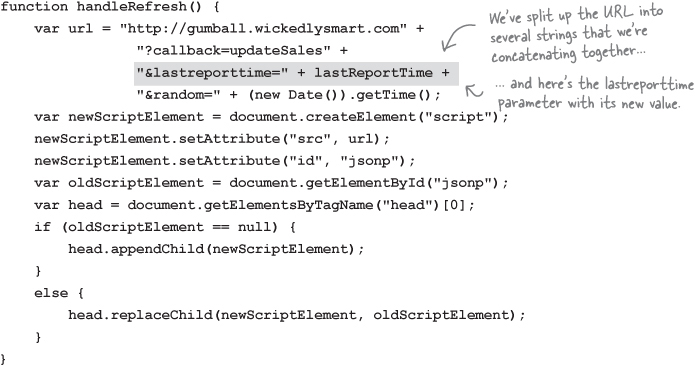 function handleRefresh() {
var url = "http://gumball.wickedlysmart.com" +
"?callback=updateSales" +
"&lastreporttime=" + lastReportTime +
"&random=" + (new Date()).getTime();
We've split up the URL into
several strings that we're
concatenating together...
... and here's the lastreporttime
parameter with its new value.
var newScriptElement = document.createElement("script");
newScriptElement.setAttribute("src", url);
newScriptElement.setAttribute("id", "jsonp");
var oldScriptElement = document.getElementById("jsonp");
var head = document.getElementsByTagName("head")[0];
if (oldScriptElement == null) {
head.appendChild(newScriptElement);
}
else {
head.replaceChild(newScriptElement, oldScriptElement);
}
}